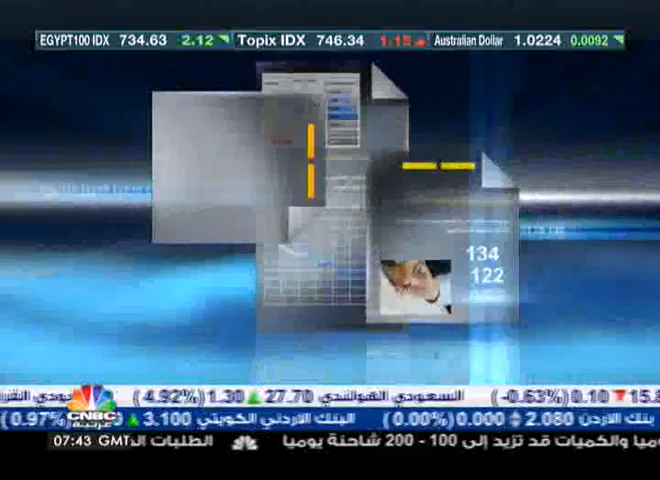 EGYPT100 IDX 734.63 2.12 Topix IDX 746.34 1.15 Australian Dollar 1.0224 0.0092
134
122
(4.92%) 1.30 27.70 السعودي الهولندي (-0.63%) 0.10 15.8
(0.97%) 3.100 البنك الاردني الكويتي (0.00%) 0.000 2.080 بنك الاردن
CNBC
عربية
07:43 GMT
والكميات قد تزيد إلى 100 - 200 شاحنة يوميا الطلبات